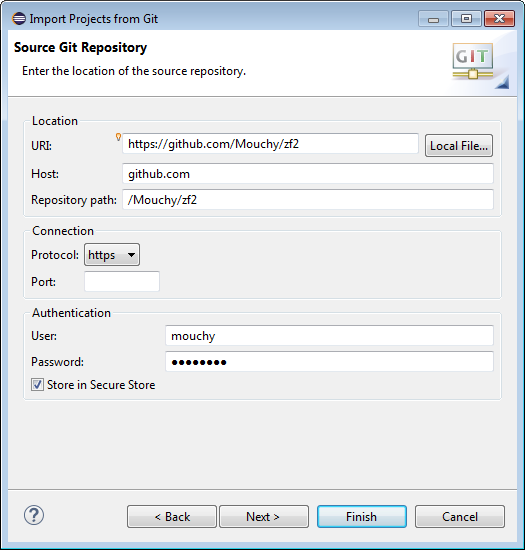 Import Projects from Git
Source Git Repository
Enter the location of the source repository.
GIT
Location
URI: https://github.com/Mouchy/zf2 Local File...
Host: github.com
Repository path: /Mouchy/zf2
Connection
Protocol: https
Port:
Authentication
User: mouchy
Password: ●●●●●●●●
Store in Secure Store
? < Back Next > Finish Cancel